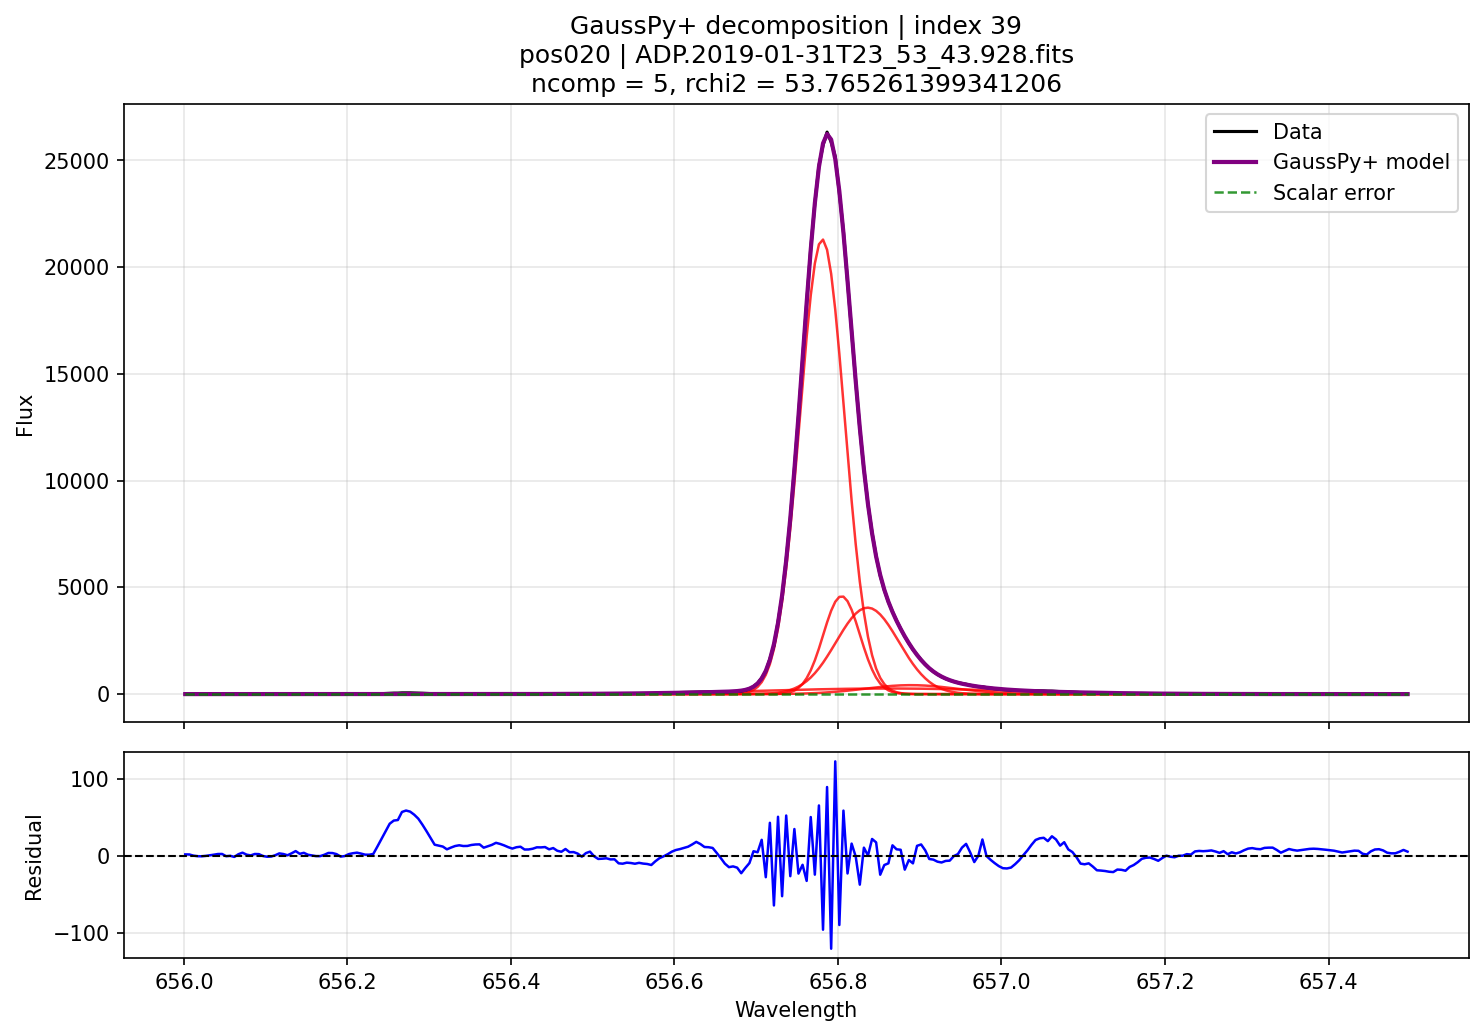 GaussPy+ decomposition | index 39
pos020 | ADP.2019-01-31T23_53_43.928.fits
ncomp = 5, rchi2 = 53.765261399341206
Data
GaussPy+ model
Scalar error
Flux
25000
20000
15000
10000
5000
0
Residual
100
0
−100
656.0
656.2
656.4
656.6
656.8
657.0
657.2
657.4
Wavelength